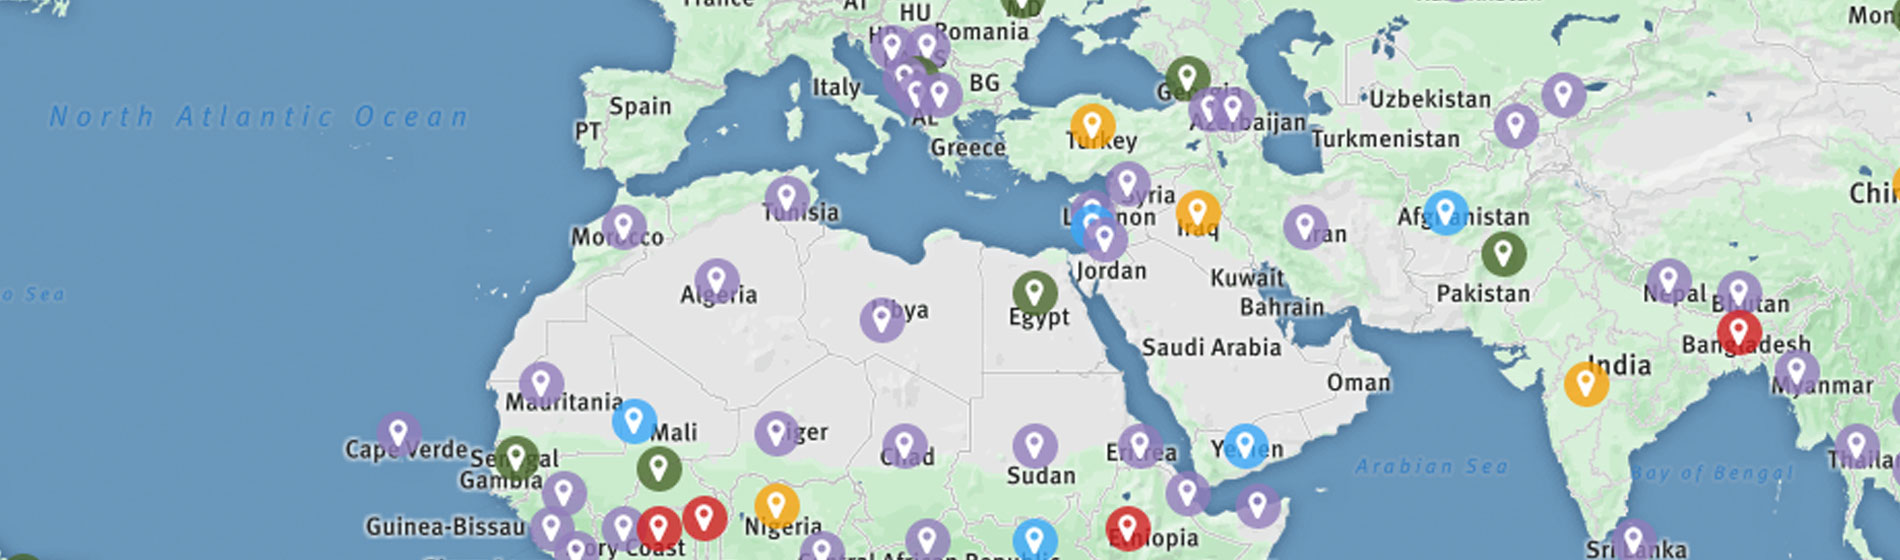 France
AT
HU
MD
Romania
Italy
BG
Spain
PT
AL
Greece
Georgia
Azerbaijan
Turkey
Uzbekistan
Turkmenistan
Mon
North Atlantic Ocean
Tunisia
Syria
Lebanon
Iraq
Iran
Afghanistan
Chin
Morocco
Jordan
Kuwait
Bahrain
Pakistan
Nepal
Bhutan
o Sea
Algeria
Libya
Egypt
Saudi Arabia
Bangladesh
India
Oman
Myanmar
Mauritania
Mali
Niger
Chad
Sudan
Eritrea
Yemen
Cape Verde
Senegal
Gambia
Arabian Sea
Bay of Bengal
Thaila
Guinea-Bissau
Ivory Coast
Nigeria
Ethiopia
Central African Republic
Sri Lanka